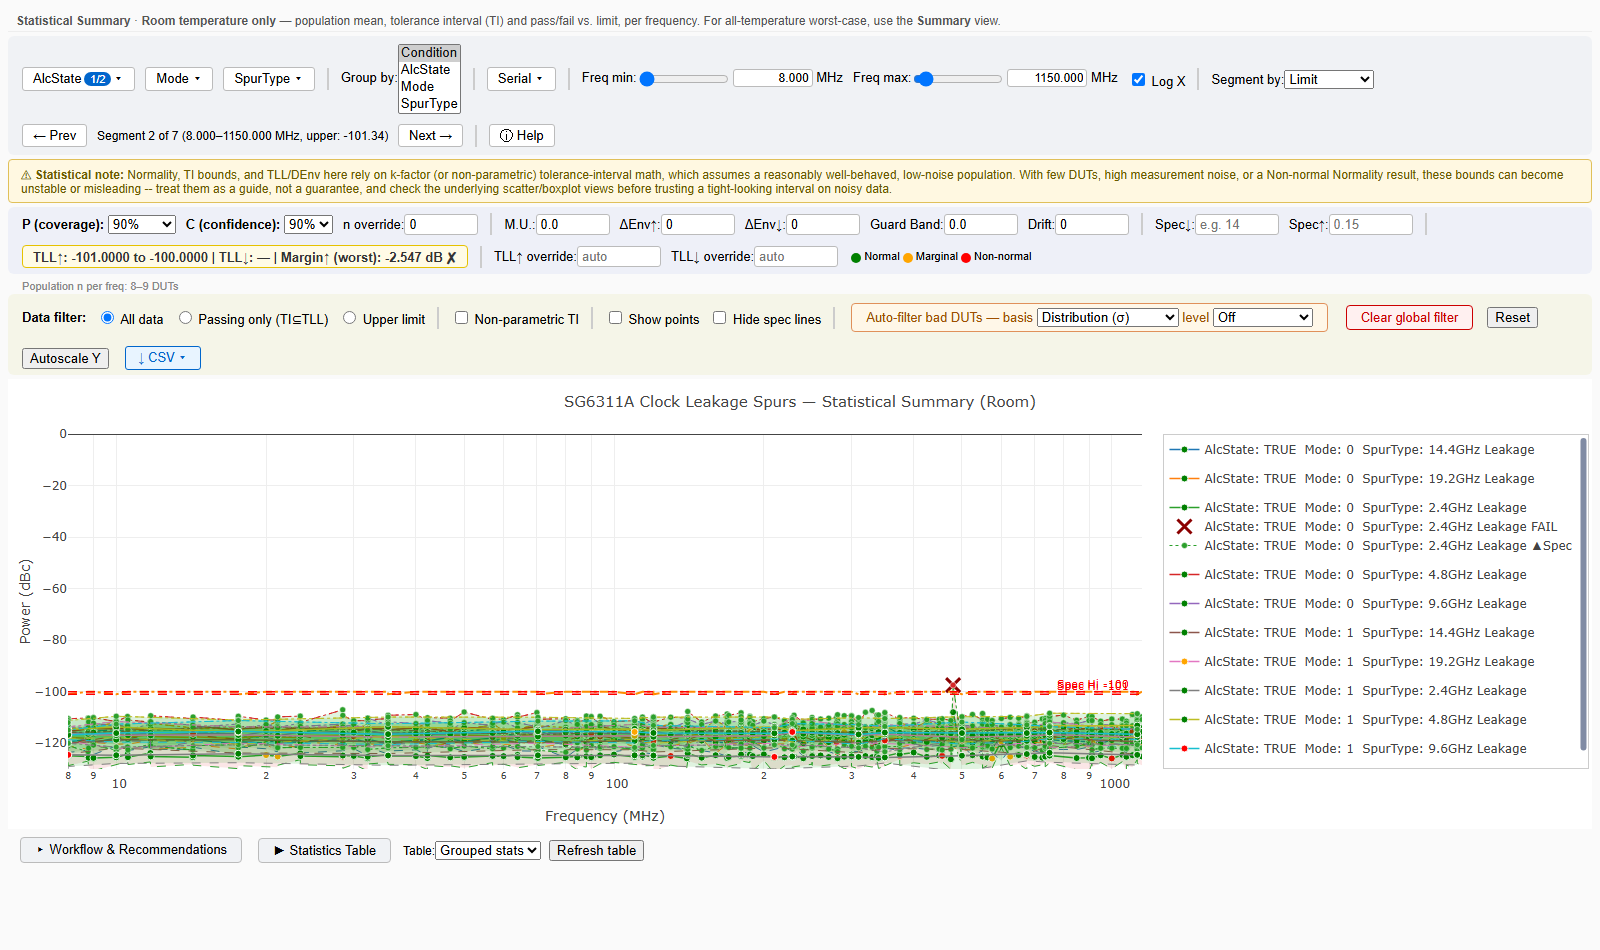 Statistical Summary · Room temperature only — population mean, tolerance interval (TI) and pass/fail vs. limit, per frequency. For all-temperature worst-case, use the Summary view.
AlcState 1/2 ▾ Mode ▾ SpurType ▾ Group by: Condition AlcState Mode SpurType Serial ▾ Freq min: 8.000 MHz Freq max: 1150.000 MHz Log X Segment by: Limit
← Prev Segment 2 of 7 (8.000–1150.000 MHz, upper: -101.34) Next → ⓘ Help
⚠ Statistical note: Normality, TI bounds, and TLL/DEnv here rely on k-factor (or non-parametric) tolerance-interval math, which assumes a reasonably well-behaved, low-noise population. With few DUTs, high measurement noise, or a Non-normal Normality result, these bounds can become
unstable or misleading -- treat them as a guide, not a guarantee, and check the underlying scatter/boxplot views before trusting a tight-looking interval on noisy data.
P (coverage): 90% C (confidence): 90% n override: 0 M.U.: 0.0 ΔEnv↑: 0 ΔEnv↓: 0 Guard Band: 0.0 Drift: 0 Spec↓: e.g. 14 Spec↑: 0.15
TLL↑: -101.0000 to -100.0000 | TLL↓: — | Margin↑ (worst): -2.547 dB ✗ TLL↑ override: auto TLL↓ override: auto Normal Marginal Non-normal
Population n per freq: 8–9 DUTs
Data filter: All data Passing only (TI⊆TLL) Upper limit Non-parametric TI Show points Hide spec lines Auto-filter bad DUTs — basis Distribution (σ) level Off Clear global filter Reset
Autoscale Y ↓ CSV ▾
SG6311A Clock Leakage Spurs — Statistical Summary (Room)
0
−20
−40
−60
−80
−100
−120
Power (dBc)
Spec Hi -100
Spec Hi -101
8 9 10 2 3 4 5 6 7 8 9 100 2 3 4 5 6 7 8 9 1000
Frequency (MHz)
AlcState: TRUE Mode: 0 SpurType: 14.4GHz Leakage
AlcState: TRUE Mode: 0 SpurType: 19.2GHz Leakage
AlcState: TRUE Mode: 0 SpurType: 2.4GHz Leakage
AlcState: TRUE Mode: 0 SpurType: 2.4GHz Leakage FAIL
AlcState: TRUE Mode: 0 SpurType: 2.4GHz Leakage ▲Spec
AlcState: TRUE Mode: 0 SpurType: 4.8GHz Leakage
AlcState: TRUE Mode: 0 SpurType: 9.6GHz Leakage
AlcState: TRUE Mode: 1 SpurType: 14.4GHz Leakage
AlcState: TRUE Mode: 1 SpurType: 19.2GHz Leakage
AlcState: TRUE Mode: 1 SpurType: 2.4GHz Leakage
AlcState: TRUE Mode: 1 SpurType: 4.8GHz Leakage
AlcState: TRUE Mode: 1 SpurType: 9.6GHz Leakage
‣ Workflow & Recommendations ▶ Statistics Table Table: Grouped stats Refresh table